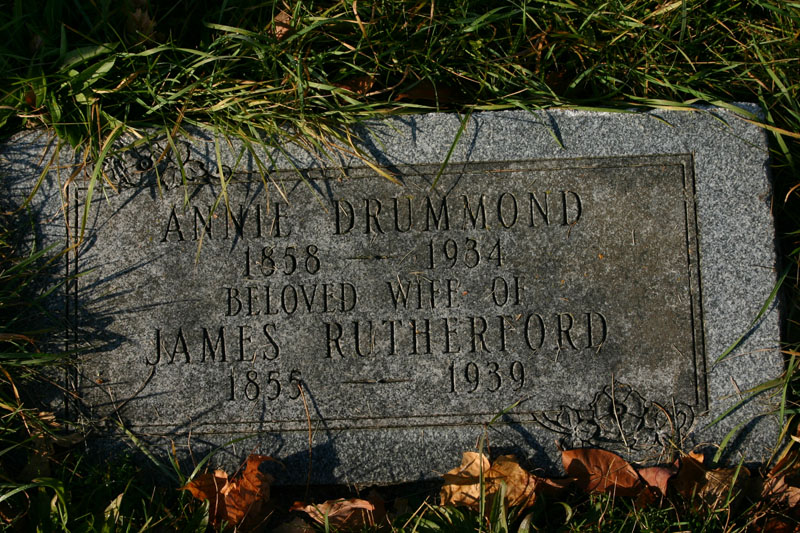 ANNIE DRUMMOND
1858 — 1934
BELOVED WIFE OF
JAMES RUTHERFORD
1855 — 1939